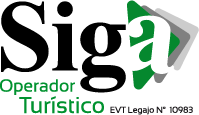 Siga
Operador
Turístico EVT Legajo N° 10983